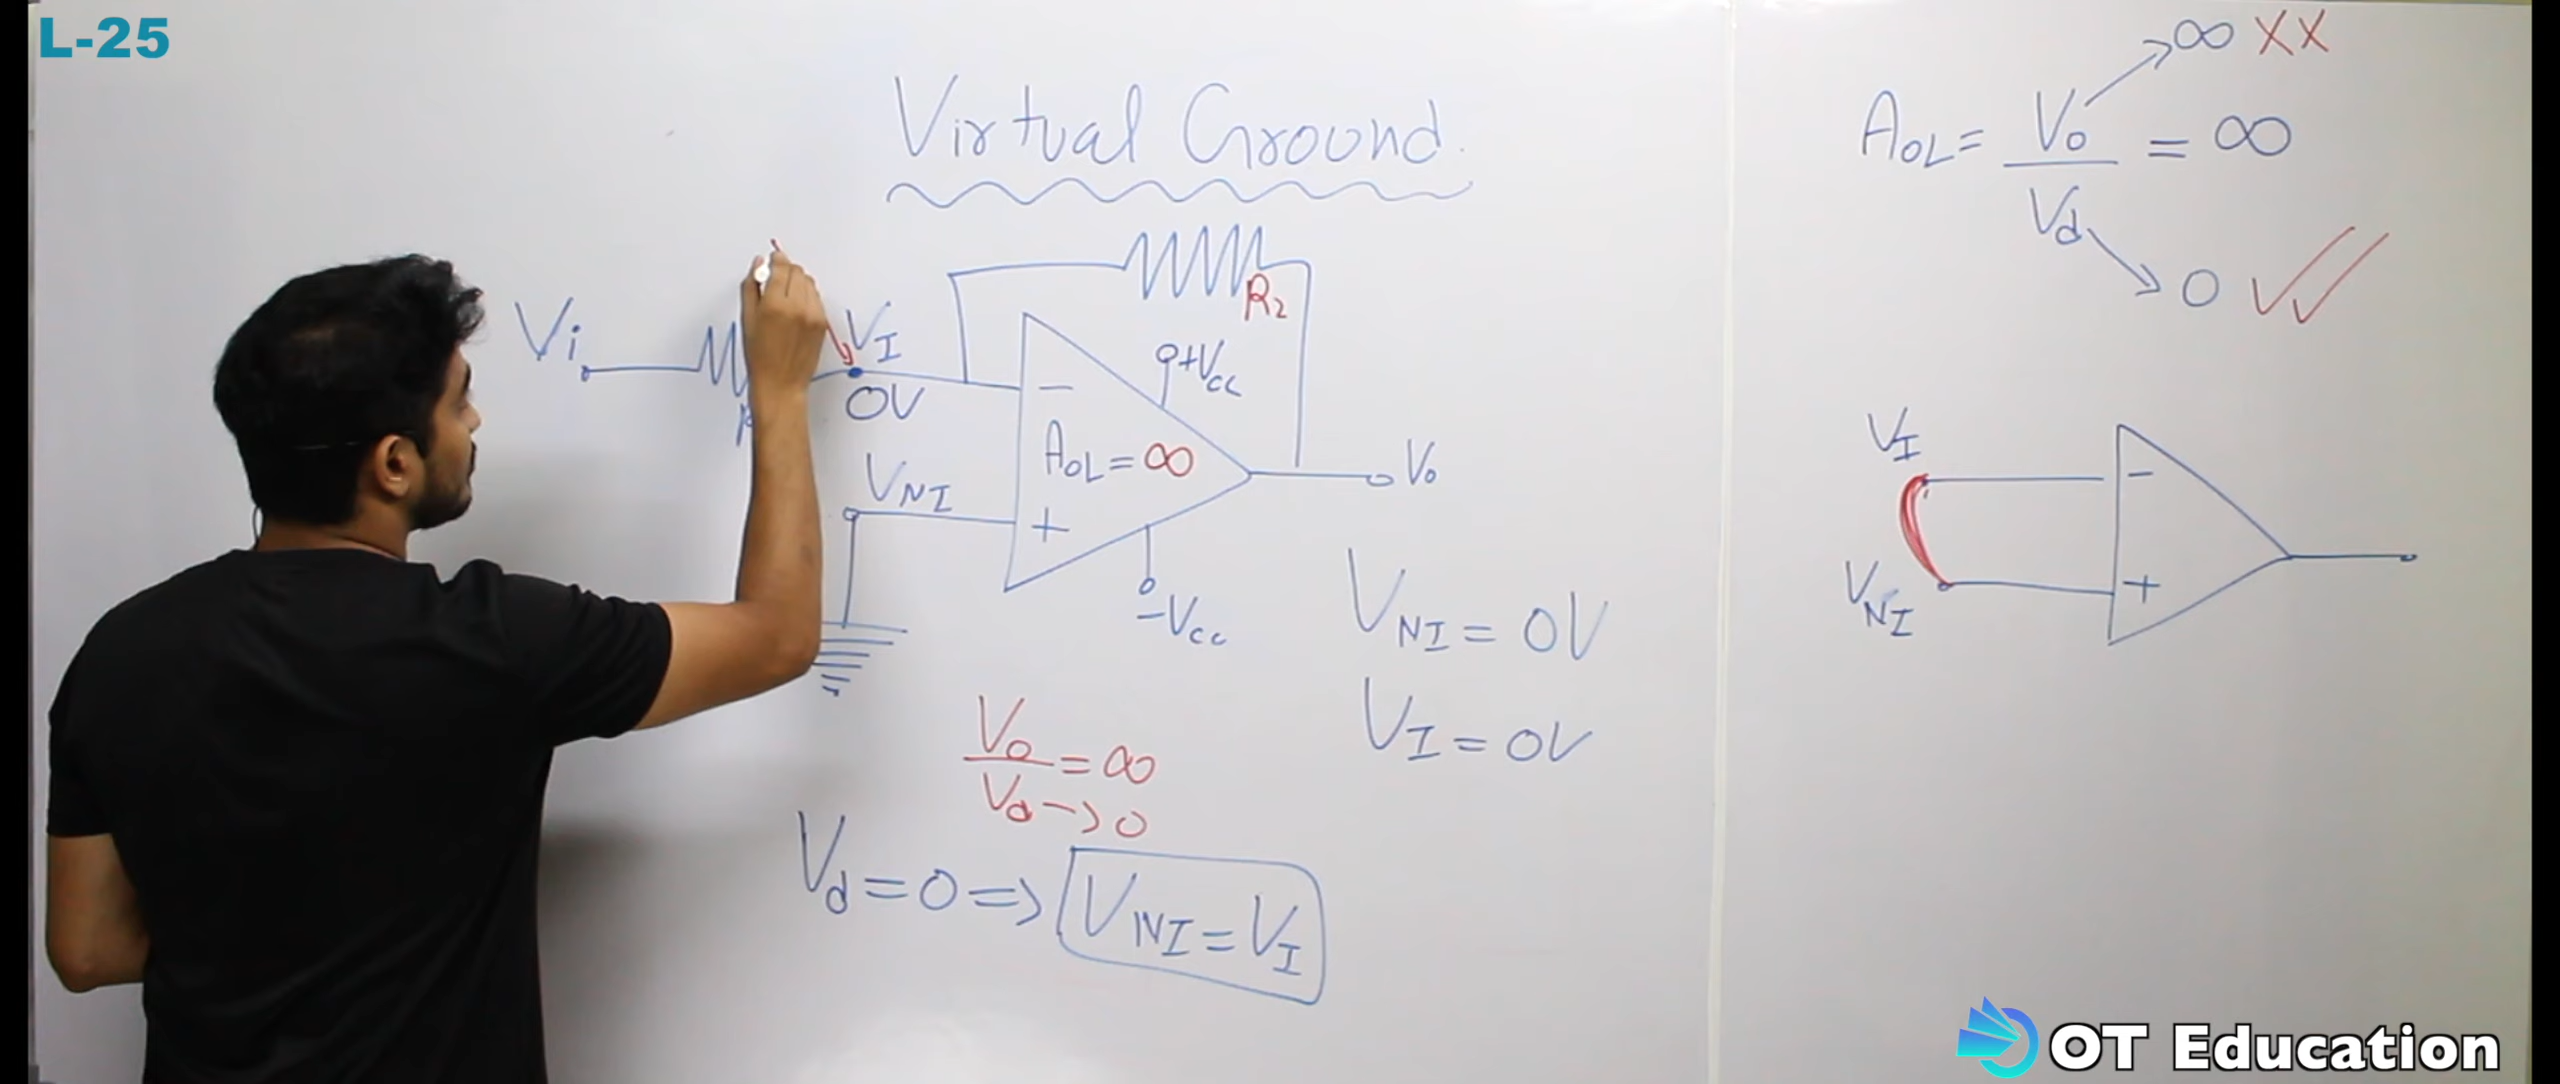 L-25
Virtual Ground.
Vi
VI
0V
R2
+Vcc
AOL = ∞
VNI
-
+
-Vcc
Vo
VNI = 0V
VI = 0V
Vo
Vd → 0
= ∞
Vd = 0 => VNI = VI
∞ XX
AOL = Vo
Vd
= ∞
0 ✓✓
VI
-
VNI
+
OT Education